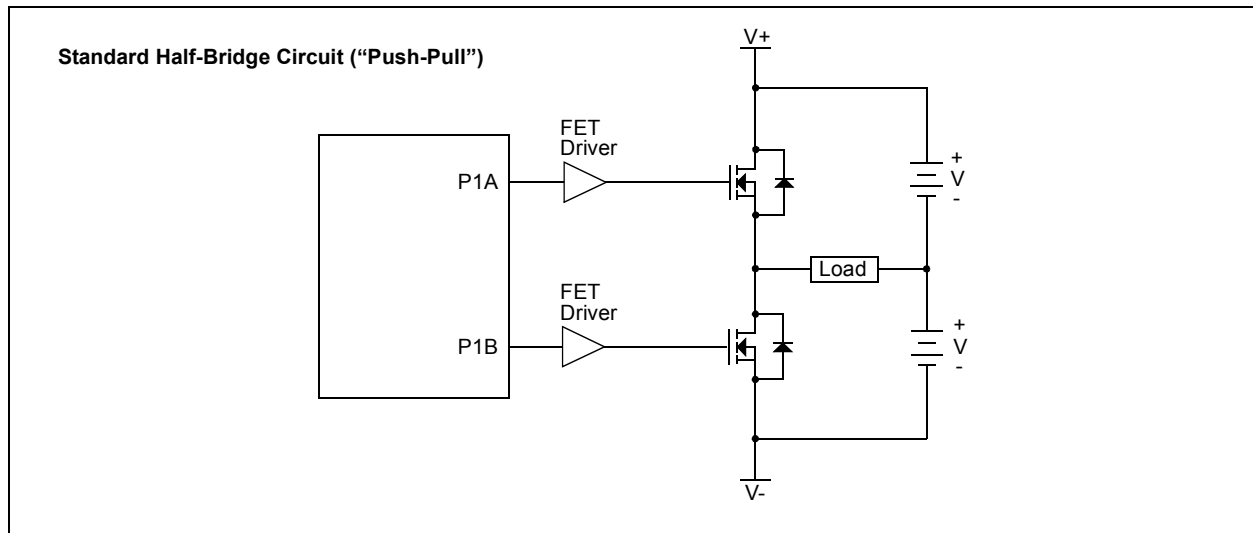 Standard Half-Bridge Circuit (“Push-Pull”)
V+
FET
Driver
P1A
+
V
-
Load
FET
Driver
P1B
+
V
-
V-